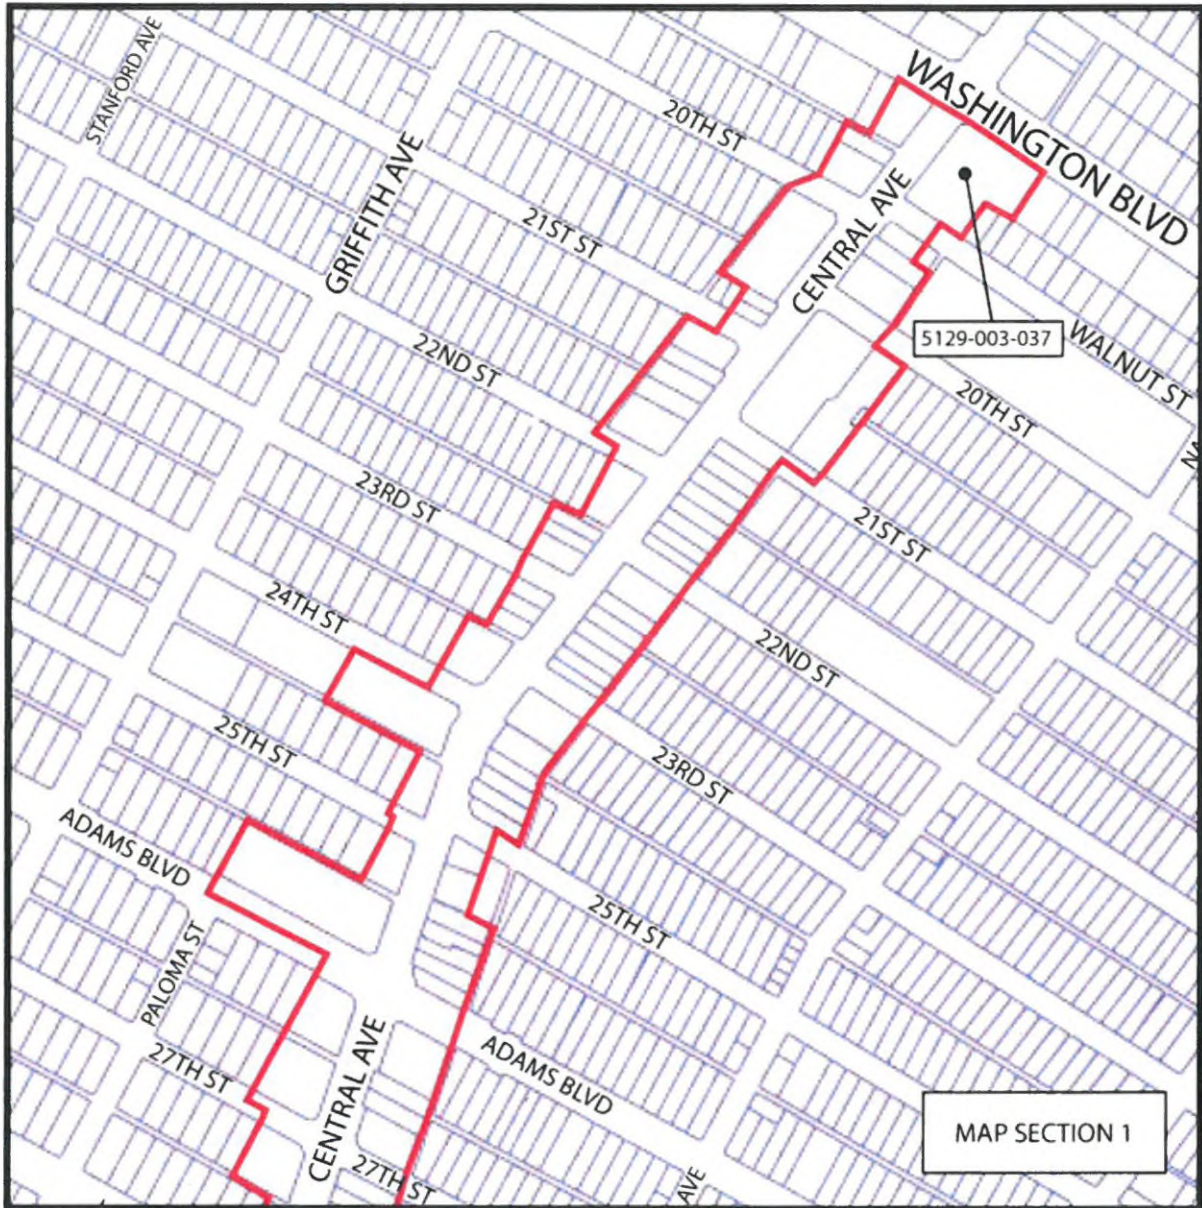 STANFORD AVE
WASHINGTON BLVD
20TH ST
GRIFFITH AVE
CENTRAL AVE
21ST ST
5129-003-037
WALNUT ST
22ND ST
20TH ST
23RD ST
21ST ST
24TH ST
22ND ST
25TH ST
23RD ST
ADAMS BLVD
25TH ST
PALOMA ST
CENTRAL AVE
ADAMS BLVD
27TH ST
MAP SECTION 1
27TH ST
AVE